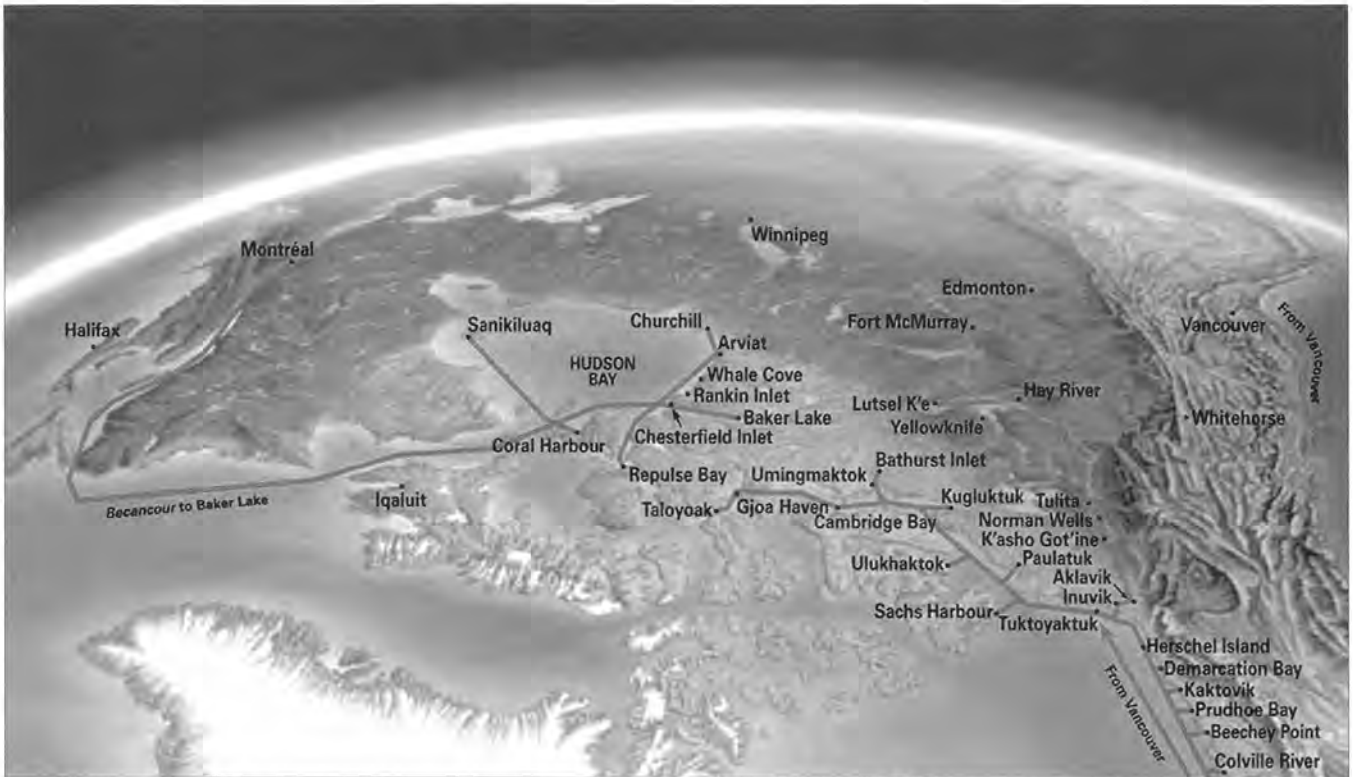 Winnipeg
Montréal
Edmonton
From Vancouver
Halifax
Sanikiluaq
Churchill
Fort McMurray
Vancouver
Arviat
HUDSON
BAY
Whale Cove
Rankin Inlet
Hay River
Lutsel K'e
Baker Lake
Whitehorse
Yellowknife
Chesterfield Inlet
Coral Harbour
Bathurst Inlet
Repulse Bay
Umingmaktok
Iqaluit
Becancour to Baker Lake
Kugluktuk
Tulita
Taloyoak
Gjoa Haven
Cambridge Bay
Norman Wells
K'asho Got'ine
Paulatuk
Ulukhaktok
Aklavik
Inuvik
Sachs Harbour
Tuktoyaktuk
Herschel Island
Demarcation Bay
From Vancouver
Kaktovik
Prudhoe Bay
Beechey Point
Colville River